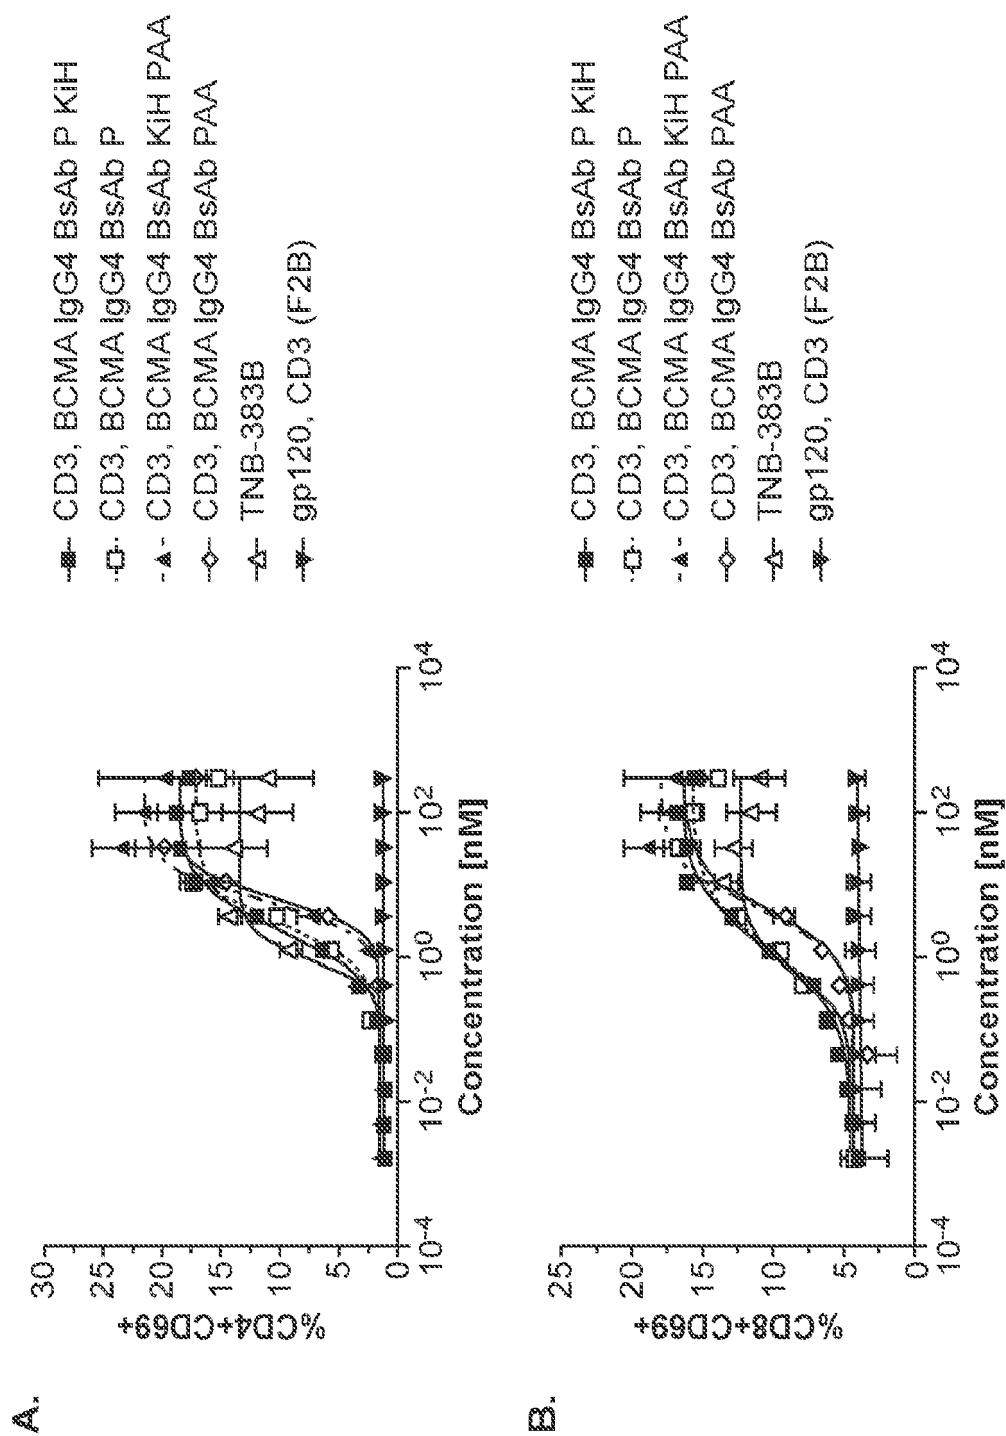 A.
%CD4+CD69+
30
25
20
15
10
5
0
10-4
10-2
100
102
104
Concentration [nM]
CD3, BCMA IgG4 BsAb P KiH
CD3, BCMA IgG4 BsAb P
CD3, BCMA IgG4 BsAb KiH PAA
CD3, BCMA IgG4 BsAb PAA
TNB-383B
gp120, CD3 (F2B)
B.
%CD8+CD69+
25
20
15
10
5
0
10-4
10-2
100
102
104
Concentration [nM]
CD3, BCMA IgG4 BsAb P KiH
CD3, BCMA IgG4 BsAb P
CD3, BCMA IgG4 BsAb KiH PAA
CD3, BCMA IgG4 BsAb PAA
TNB-383B
gp120, CD3 (F2B)